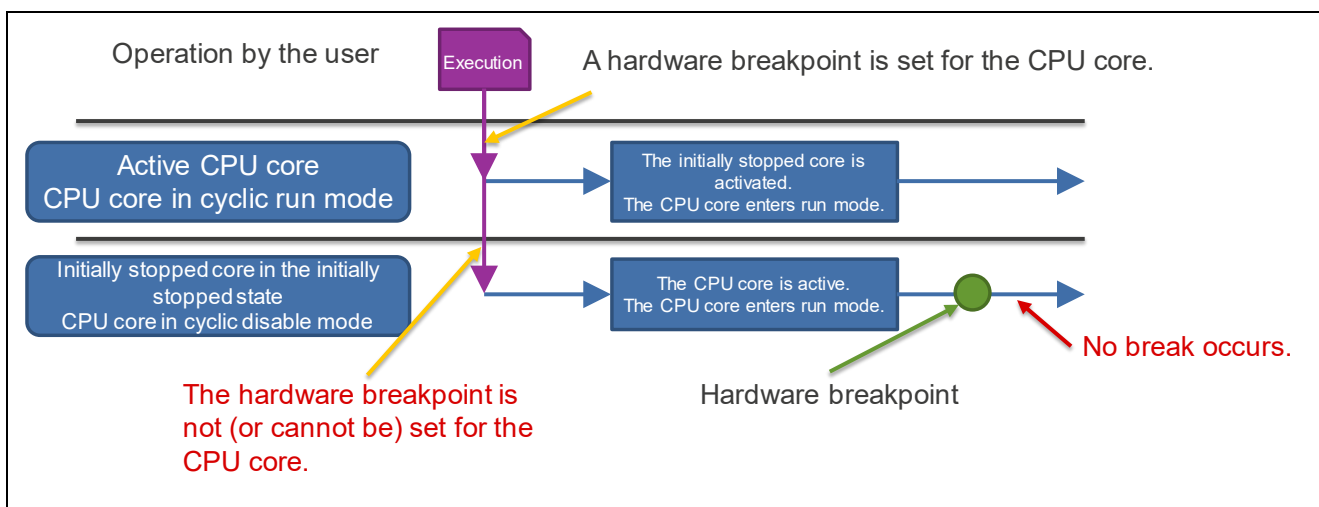 Operation by the user
Execution
A hardware breakpoint is set for the CPU core.
Active CPU core
CPU core in cyclic run mode
The initially stopped core is
activated.
The CPU core enters run mode.
Initially stopped core in the initially
stopped state
CPU core in cyclic disable mode
The CPU core is active.
The CPU core enters run mode.
No break occurs.
The hardware breakpoint is
not (or cannot be) set for the
CPU core.
Hardware breakpoint